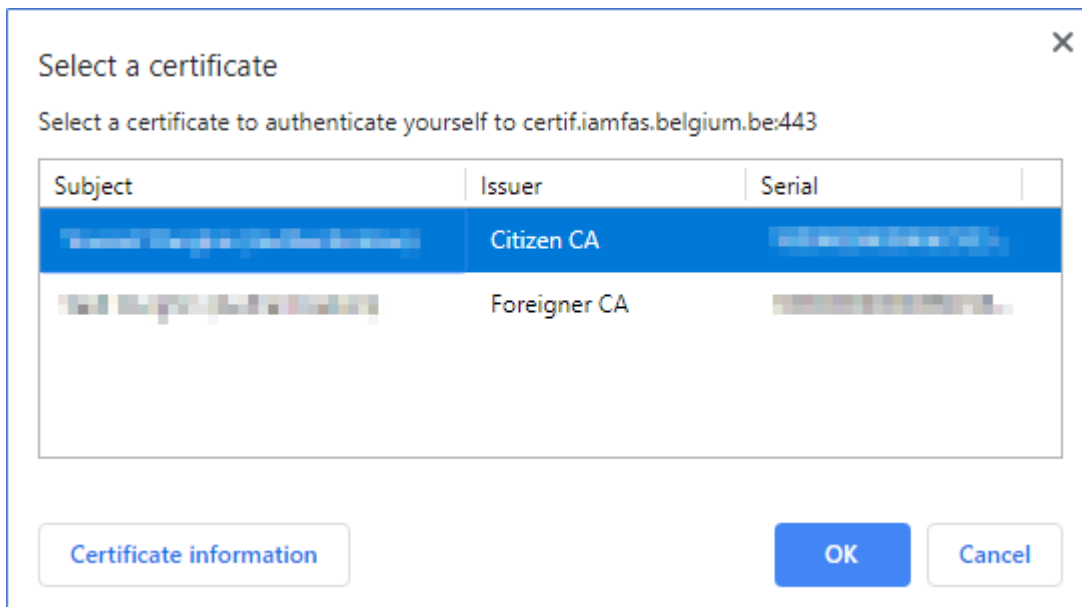 Select a certificate
Select a certificate to authenticate yourself to certif.iamfas.belgium.be:443
Subject Issuer Serial
Citizen CA
Foreigner CA
Certificate information OK Cancel